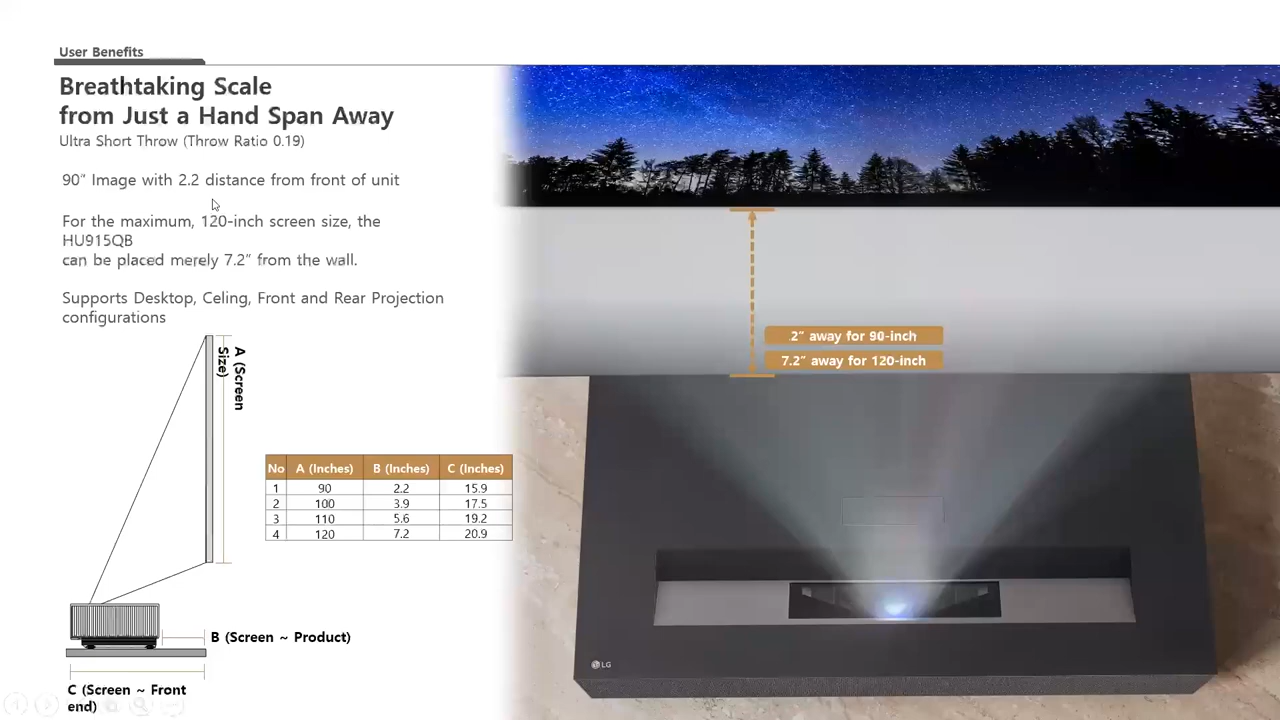 User Benefits
Breathtaking Scale
from Just a Hand Span Away
Ultra Short Throw (Throw Ratio 0.19)
90” Image with 2.2 distance from front of unit
For the maximum, 120-inch screen size, the
HU915QB
can be placed merely 7.2” from the wall.
Supports Desktop, Celing, Front and Rear Projection
configurations
A (Screen
Size)
No A (Inches) B (Inches) C (Inches)
1 90 2.2 15.9
2 100 3.9 17.5
3 110 5.6 19.2
4 120 7.2 20.9
B (Screen ~ Product)
C (Screen ~ Front
end)
.2” away for 90-inch
7.2” away for 120-inch
LG